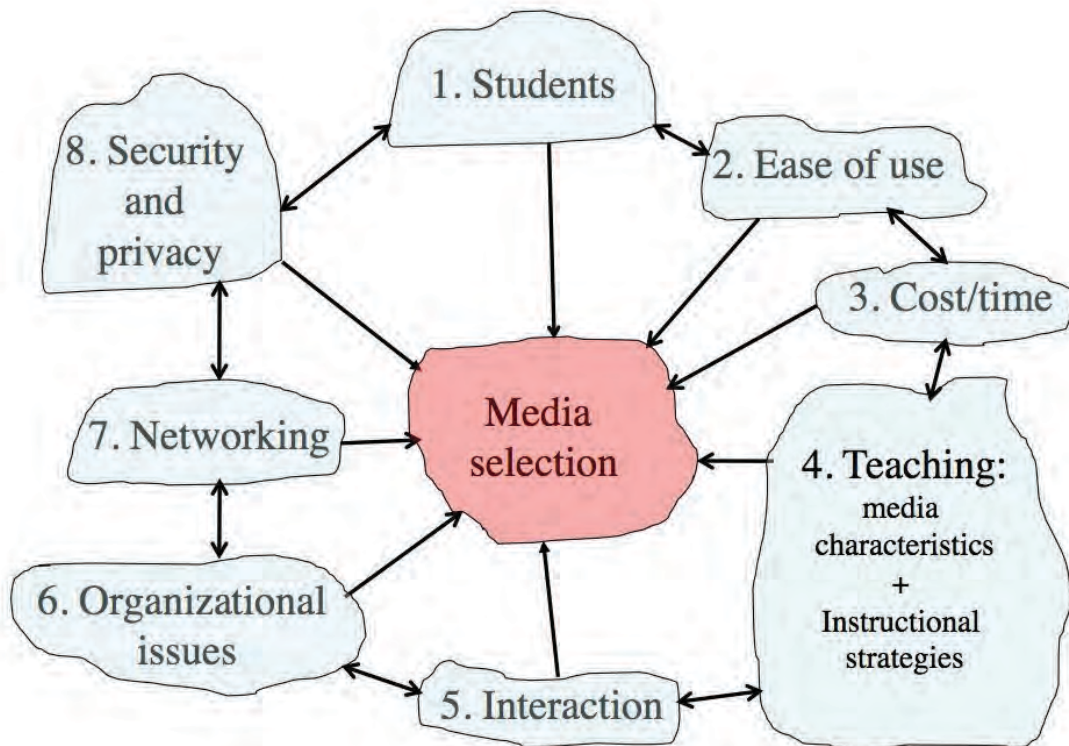 1. Students
2. Ease of use
3. Cost/time
4. Teaching:
media
characteristics
+
Instructional
strategies
5. Interaction
6. Organizational
issues
7. Networking
8. Security
and
privacy
Media
selection